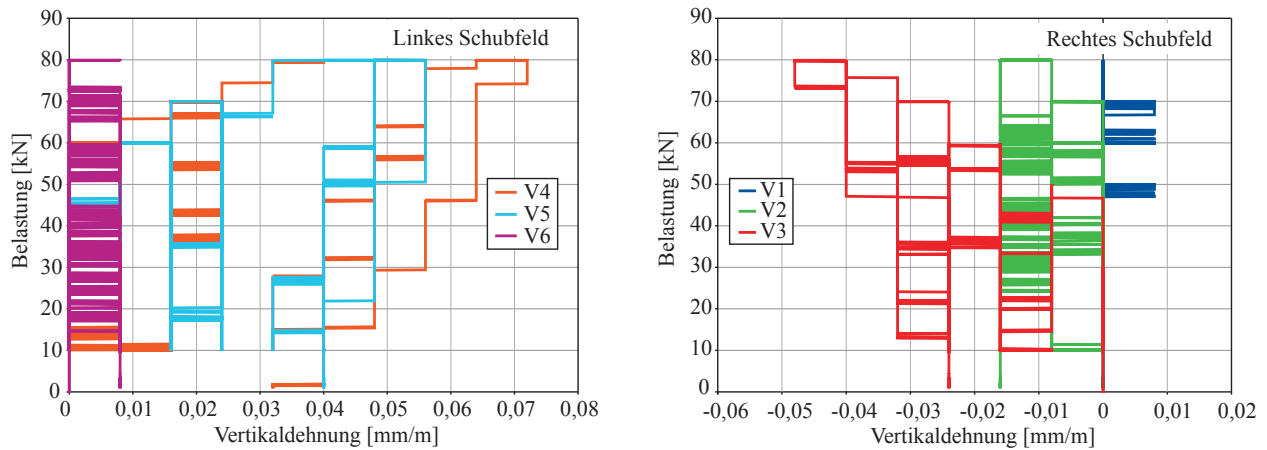 Linkes Schubfeld
Belastung [kN]
90
80
70
60
50
40
30
20
10
0
V4
V5
V6
0 0,01 0,02 0,03 0,04 0,05 0,06 0,07 0,08
Vertikaldehnung [mm/m]
Rechtes Schubfeld
Belastung [kN]
90
80
70
60
50
40
30
20
10
0
V1
V2
V3
-0,06 -0,05 -0,04 -0,03 -0,02 -0,01 0 0,01 0,02
Vertikaldehnung [mm/m]